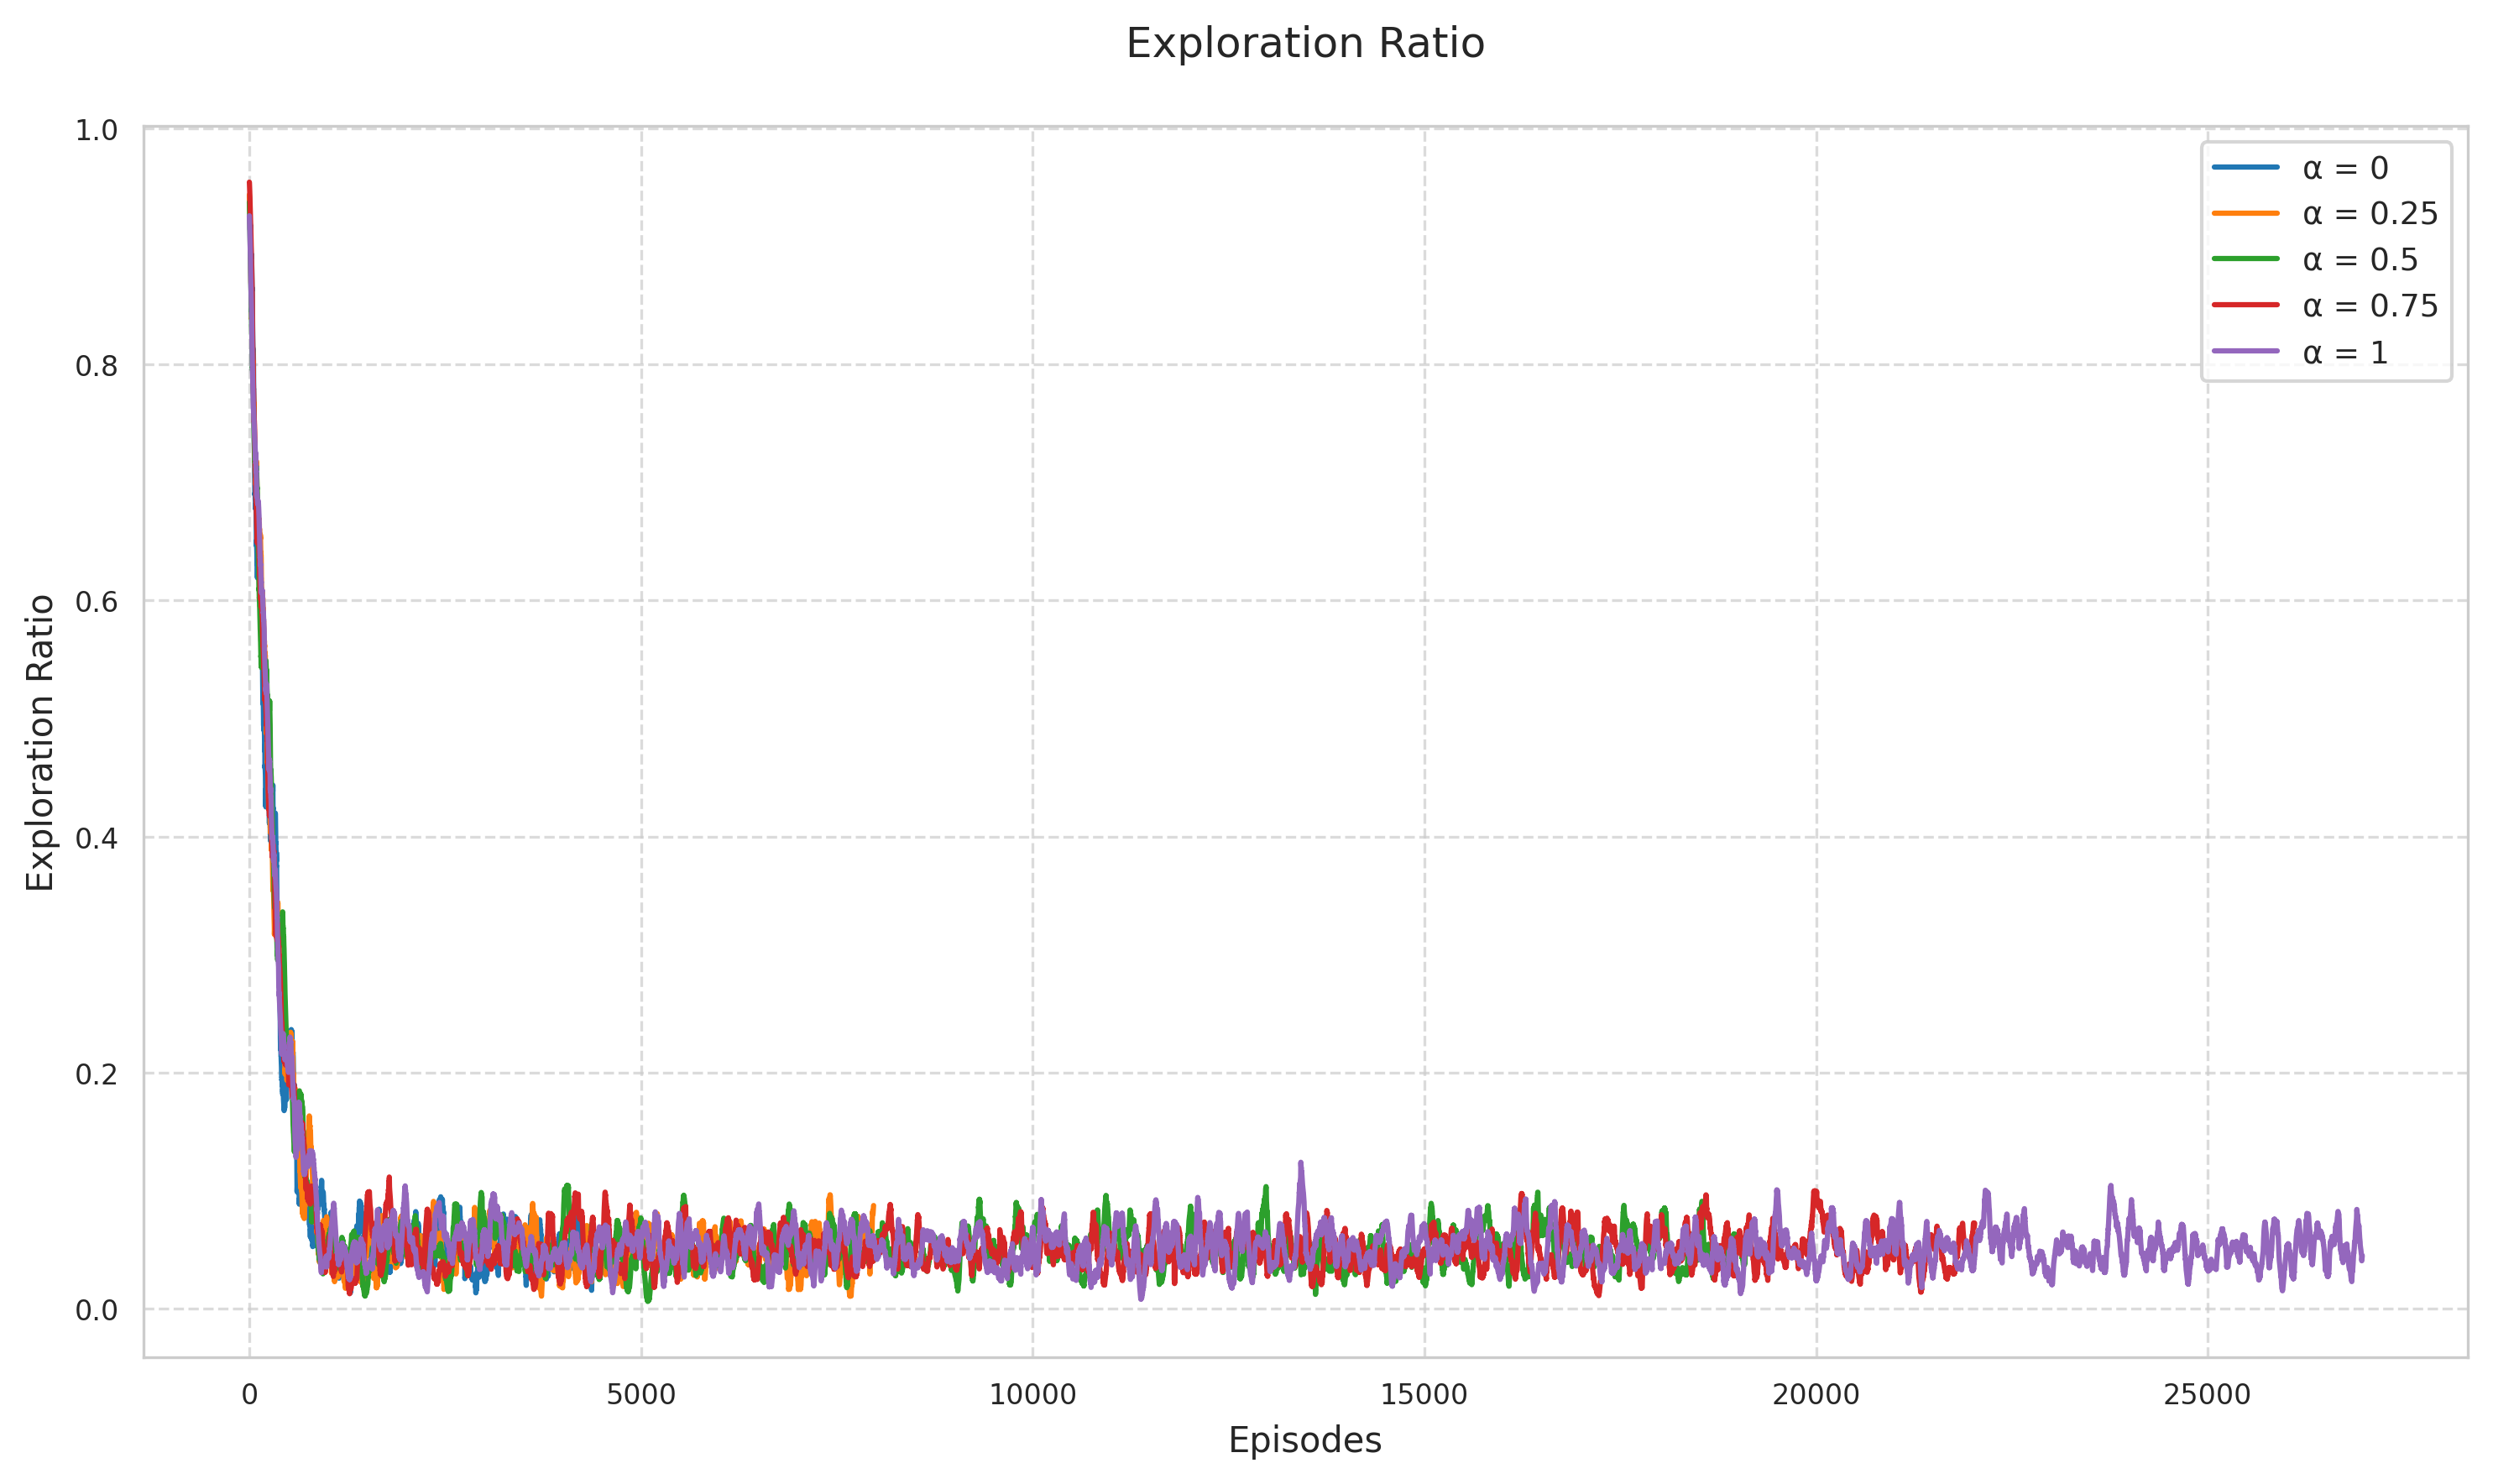 Exploration Ratio
1.0
0.8
0.6
0.4
0.2
0.0
Exploration Ratio
α = 0
α = 0.25
α = 0.5
α = 0.75
α = 1
0 5000 10000 15000 20000 25000
Episodes